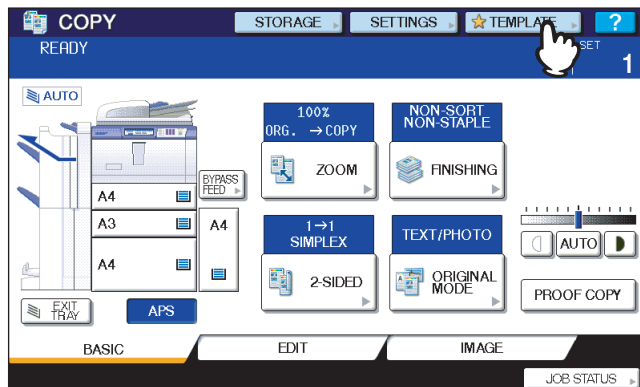 COPY
STORAGE
SETTINGS
TEMPLATE
?
READY
SET
1
AUTO
100%
ORG. →COPY
ZOOM
NON-SORT
NON-STAPLE
FINISHING
BYPASS
FEED
A4
A3
A4
A4
1→1
SIMPLEX
2-SIDED
TEXT/PHOTO
ORIGINAL
MODE
AUTO
PROOF COPY
EXIT
TRAY
APS
BASIC
EDIT
IMAGE
JOB STATUS